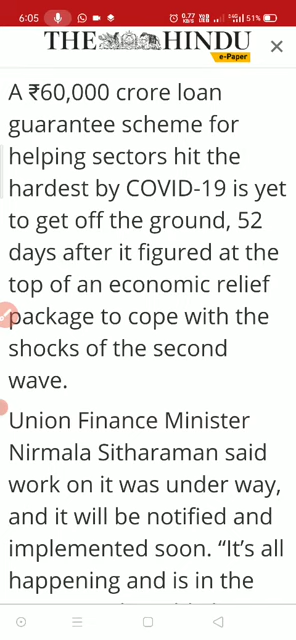 6:05
0.77 KB/S
51%
THE HINDU
e-Paper
A ₹60,000 crore loan
guarantee scheme for
helping sectors hit the
hardest by COVID-19 is yet
to get off the ground, 52
days after it figured at the
top of an economic relief
package to cope with the
shocks of the second
wave.
Union Finance Minister
Nirmala Sitharaman said
work on it was under way,
and it will be notified and
implemented soon. “It’s all
happening and is in the